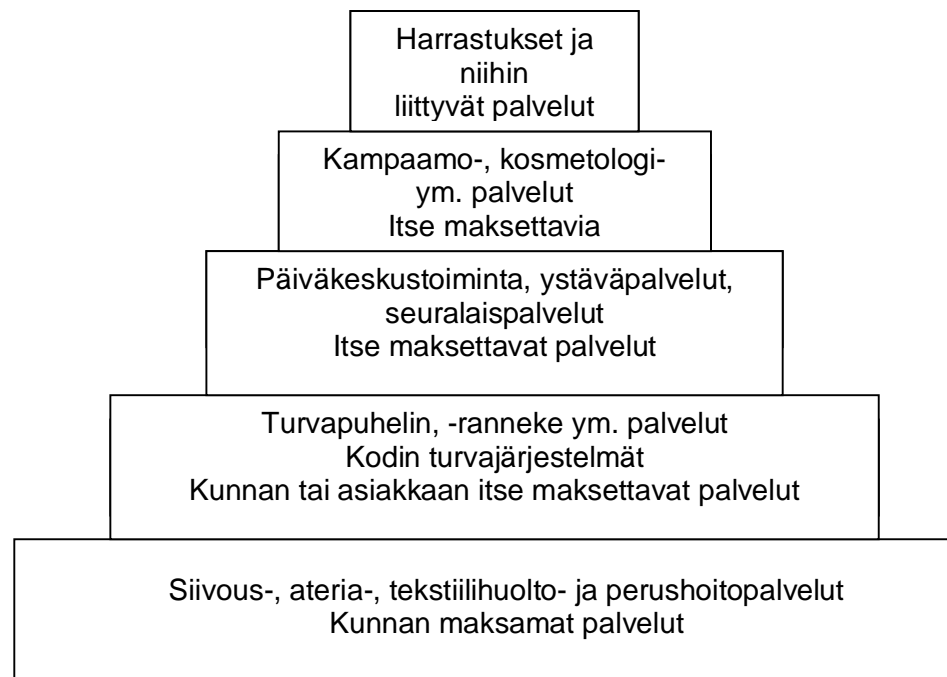 Harrastukset ja
niihin
liittyvät palvelut
Kampaamo-, kosmetologi-
ym. palvelut
Itse maksettavia
Päiväkeskustoiminta, ystäväpalvelut,
seuralaispalvelut
Itse maksettavat palvelut
Turvapuhelin, -ranneke ym. palvelut
Kodin turvajärjestelmät
Kunnan tai asiakkaan itse maksettavat palvelut
Siivous-, ateria-, tekstiilihuolto- ja perushoitopalvelut
Kunnan maksamat palvelut